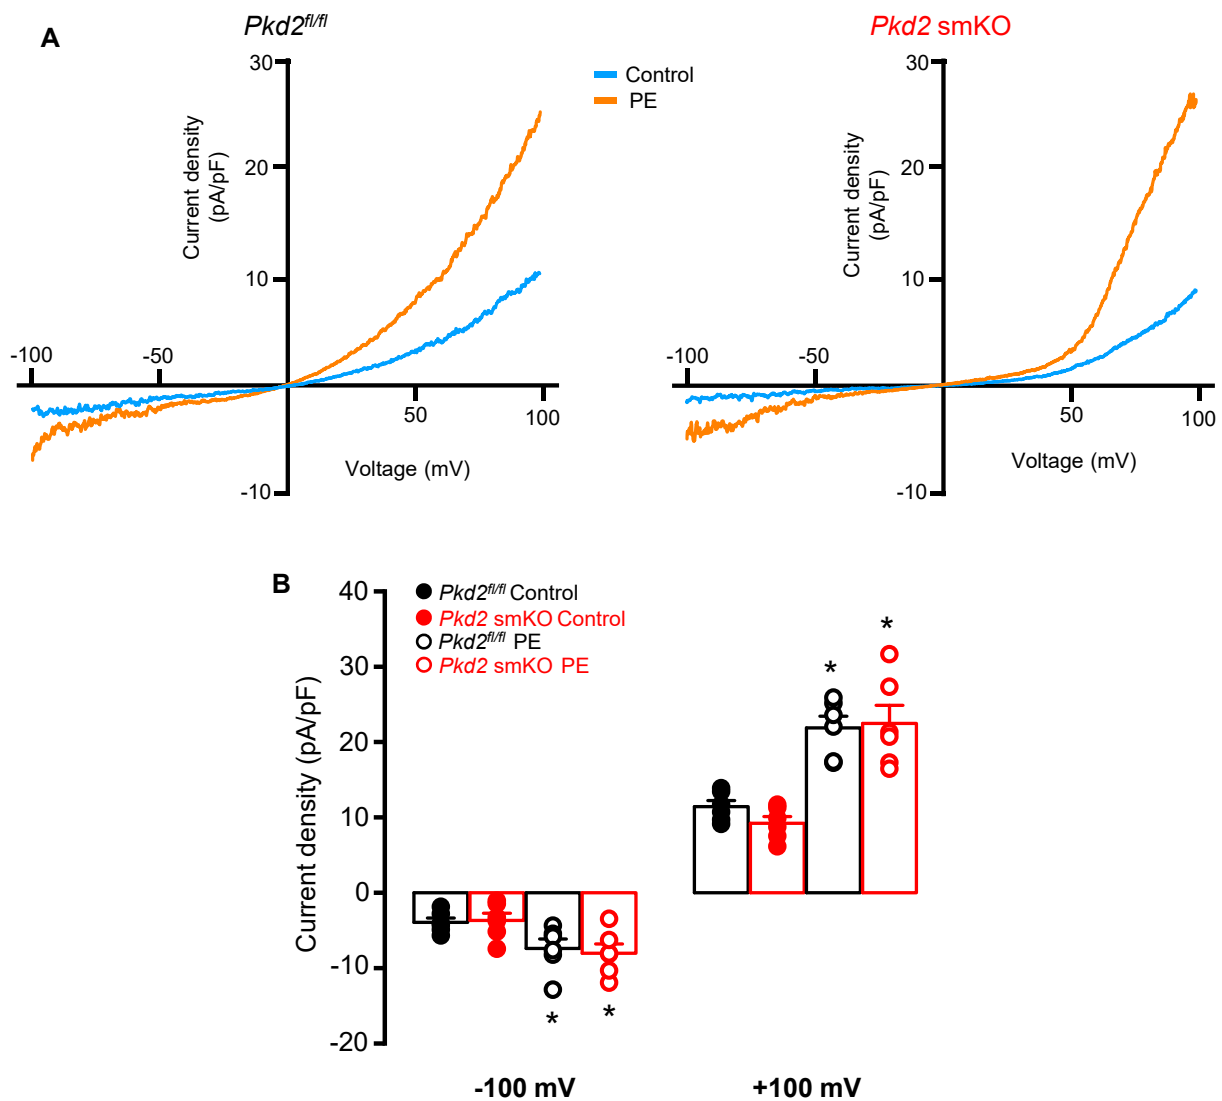 A
Pkd2fl/fl
Pkd2 smKO
Control
PE
30
20
10
-10
Current density
(pA/pF)
-100
-50
50
100
Voltage (mV)
30
20
10
-10
Current density
(pA/pF)
-100
-50
50
100
Voltage (mV)
B
Pkd2fl/fl Control
Pkd2 smKO Control
Pkd2fl/fl PE
Pkd2 smKO PE
40
30
20
10
0
-10
-20
Current density (pA/pF)
*
*
*
*
-100 mV
+100 mV